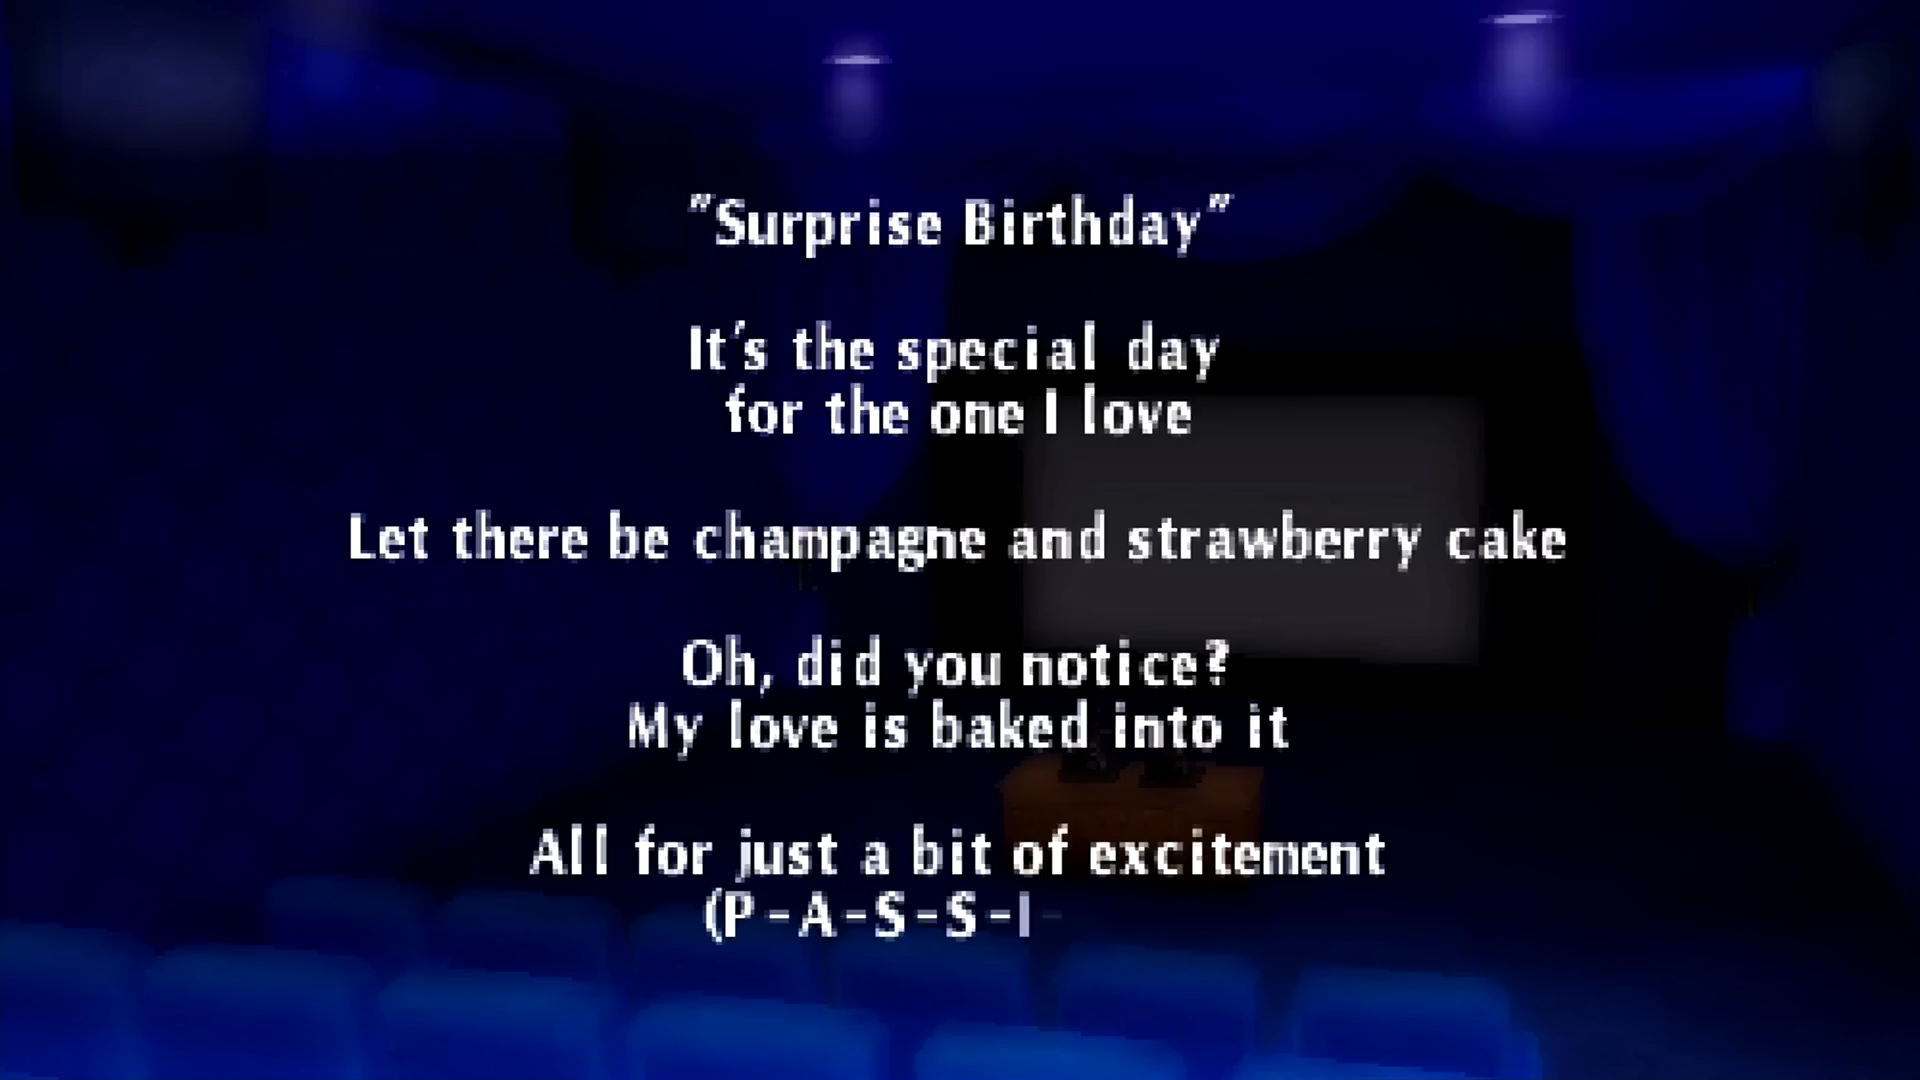 "Surprise Birthday"
It's the special day
for the one I love
Let there be champagne and strawberry cake
Oh, did you notice?
My love is baked into it
All for just a bit of excitement
(P-A-S-S-I-